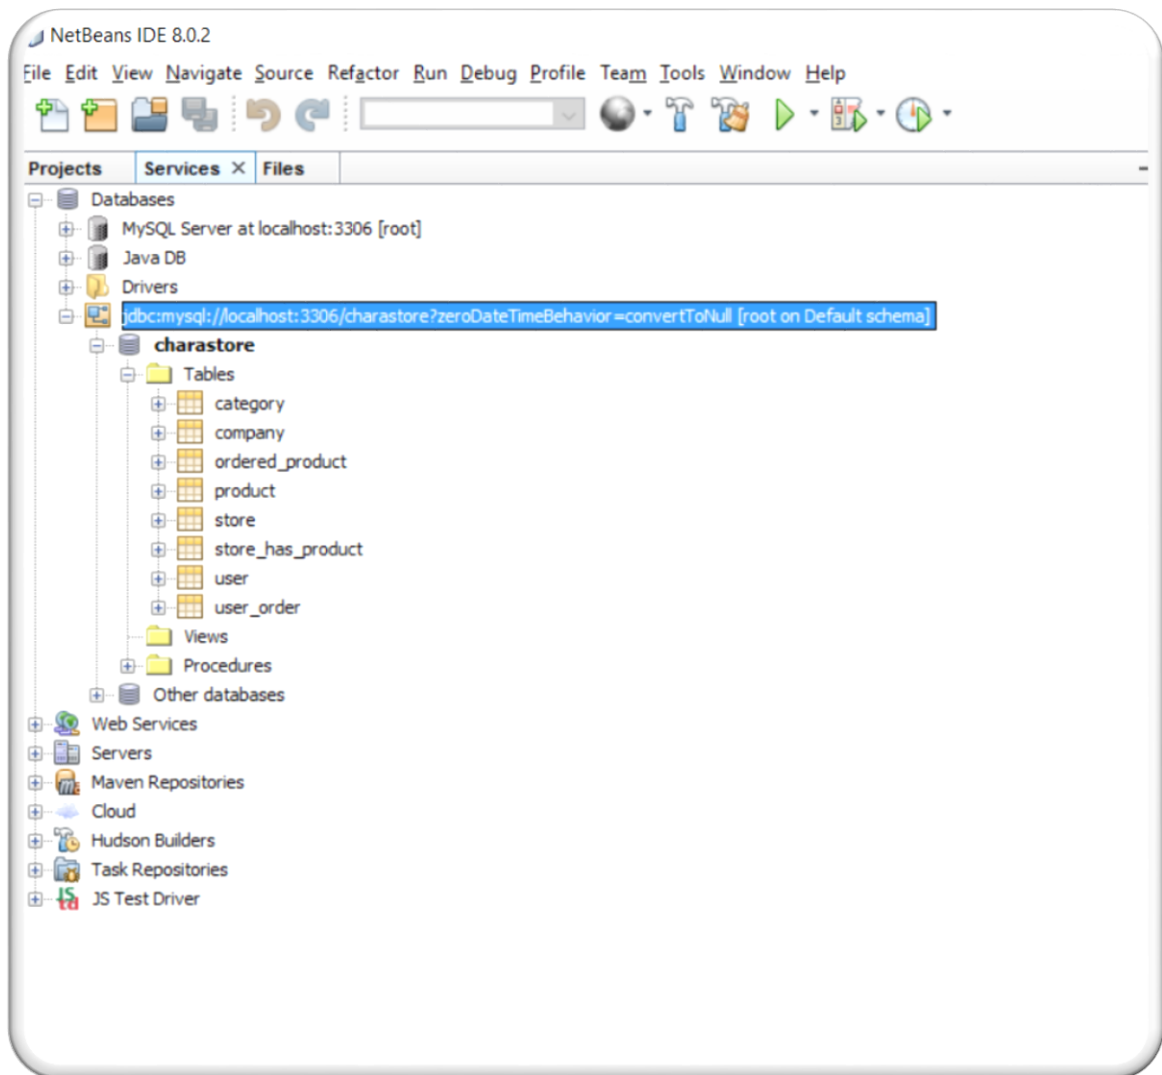 NetBeans IDE 8.0.2
File Edit View Navigate Source Refactor Run Debug Profile Team Tools Window Help
Projects Services Files
Databases
MySQL Server at localhost:3306 [root]
Java DB
Drivers
jdbc:mysql://localhost:3306/charastore?zeroDateTimeBehavior=convertToNull [root on Default schema]
charastore
Tables
category
company
ordered_product
product
store
store_has_product
user
user_order
Views
Procedures
Other databases
Web Services
Servers
Maven Repositories
Cloud
Hudson Builders
Task Repositories
JS Test Driver